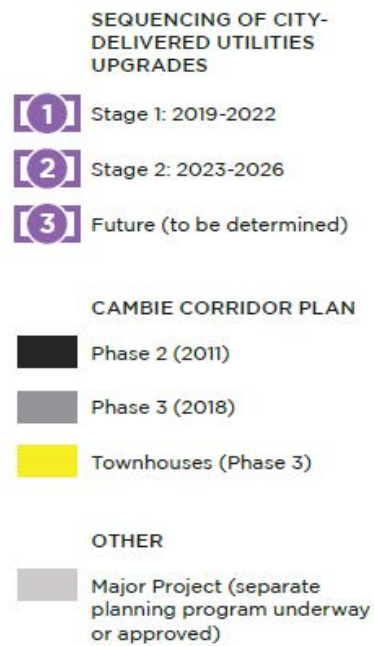 SEQUENCING OF CITY-
DELIVERED UTILITIES
UPGRADES
1 Stage 1: 2019-2022
2 Stage 2: 2023-2026
3 Future (to be determined)
CAMBIE CORRIDOR PLAN
Phase 2 (2011)
Phase 3 (2018)
Townhouses (Phase 3)
OTHER
Major Project (separate
planning program underway
or approved)